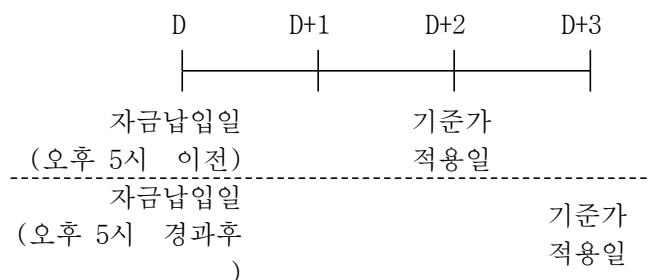 D D+1 D+2 D+3
자금납입일 기준가
(오후 5시 이전) 적용일
자금납입일
(오후 5시 경과후
)
기준가
적용일